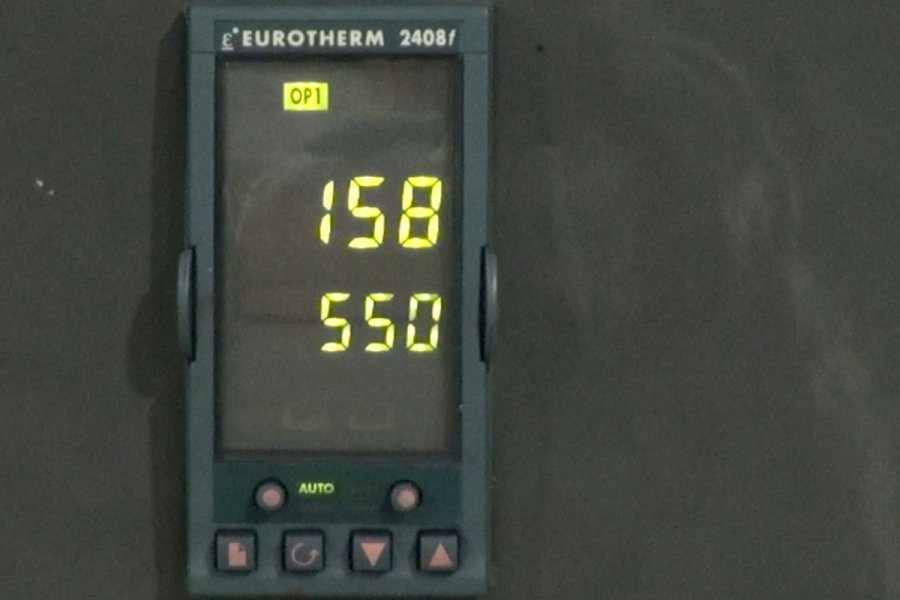 ε EUROTHERM 2408f
OP1
158
550
AUTO